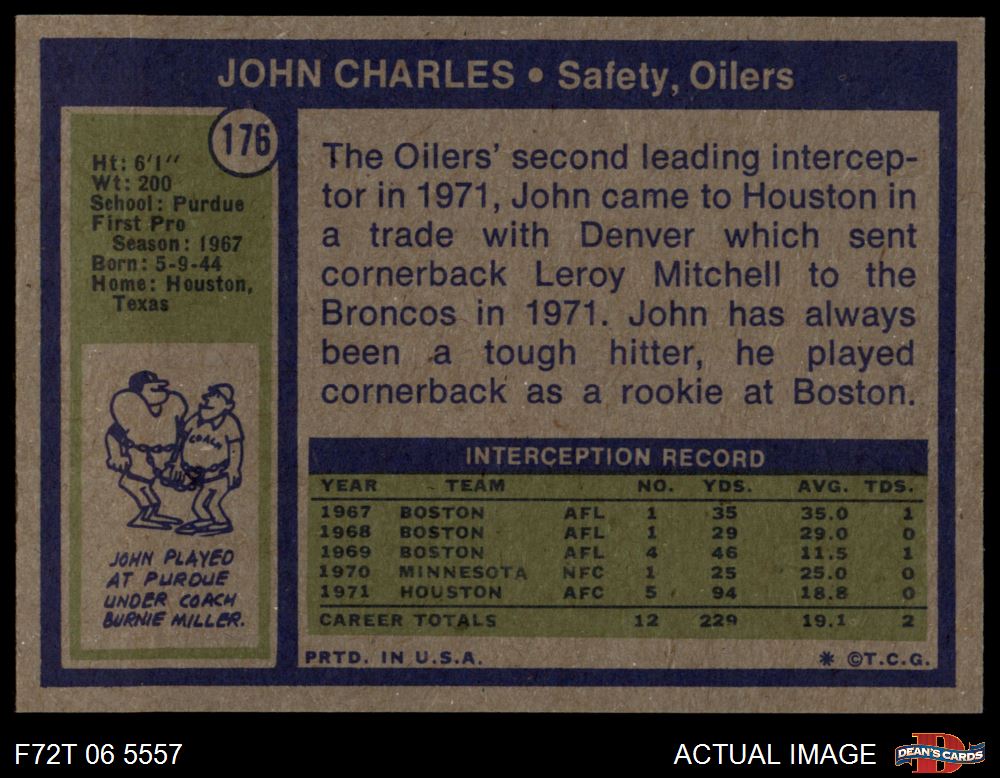 JOHN CHARLES • Safety, Oilers
176
Ht: 6'1"
Wt: 200
School: Purdue
First Pro
Season: 1967
Born: 5-9-44
Home: Houston,
Texas
COACH
JOHN PLAYED
AT PURDUE
UNDER COACH
BURNIE MILLER.
The Oilers' second leading intercep-
tor in 1971, John came to Houston in
a trade with Denver which sent
cornerback Leroy Mitchell to the
Broncos in 1971. John has always
been a tough hitter, he played
cornerback as a rookie at Boston.
INTERCEPTION RECORD
YEAR TEAM NO. YDS. AVG. TDS.
1967 BOSTON AFL 1 35 35.0 1
1968 BOSTON AFL 1 29 29.0 0
1969 BOSTON AFL 4 46 11.5 1
1970 MINNESOTA NFC 1 25 25.0 0
1971 HOUSTON AFC 5 94 18.8 0
CAREER TOTALS 12 229 19.1 2
PRTD. IN U.S.A. * ©T.C.G.
F72T 06 5557
ACTUAL IMAGE
D
DEAN'S CARDS